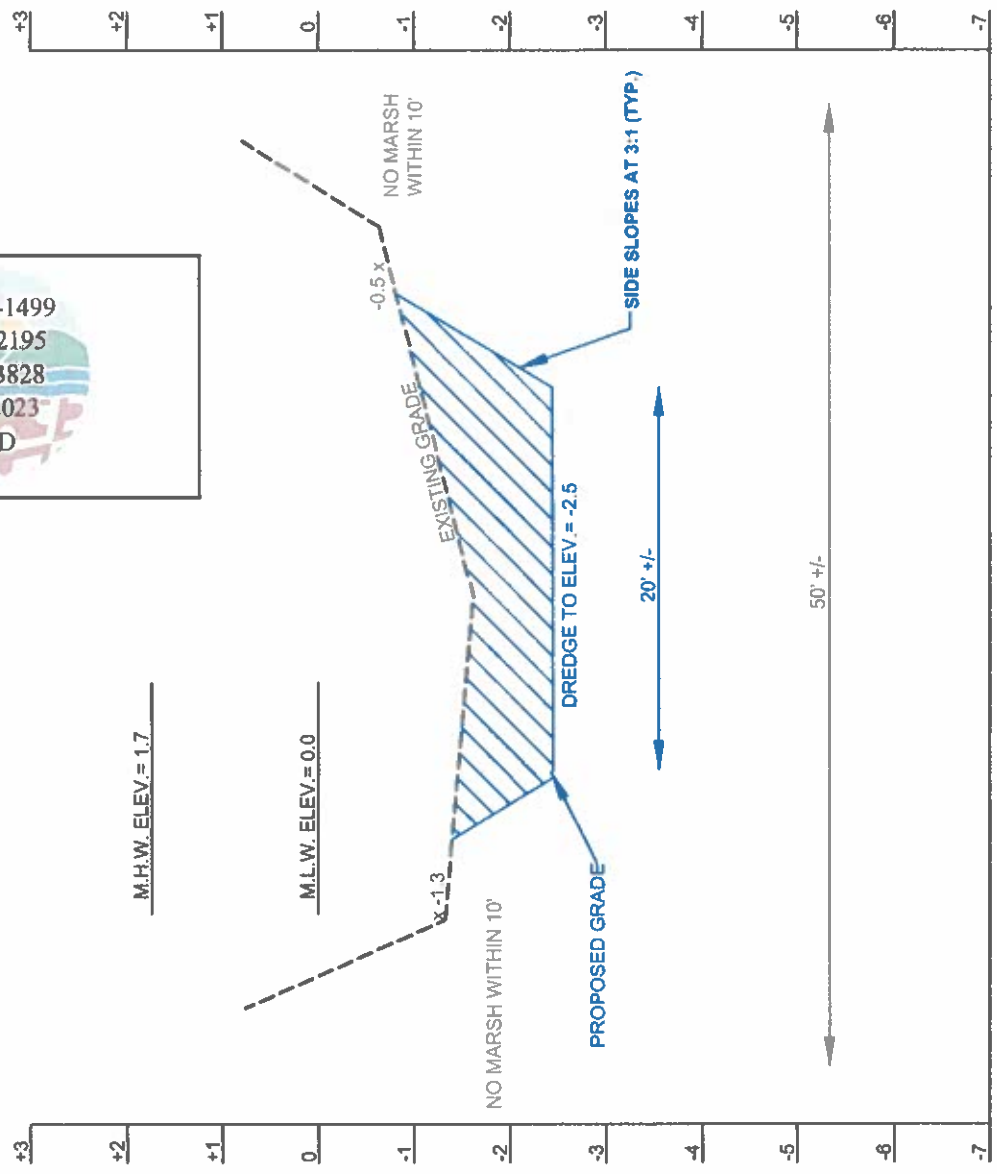 +3
+2
+1
0
-1
-2
-3
-4
-5
-6
-7
+3
+2
+1
0
-1
-2
-3
-4
-5
-6
-7
-1499
2195
3828
2023
D
M.H.W. ELEV.= 1.7
M.L.W. ELEV.= 0.0
x -1.3
-0.5 x
EXISTING GRADE
NO MARSH WITHIN 10'
NO MARSH
WITHIN 10'
PROPOSED GRADE
DREDGE TO ELEV.= -2.5
SIDE SLOPES AT 3:1 (TYP.)
20' +/-
50' +/-